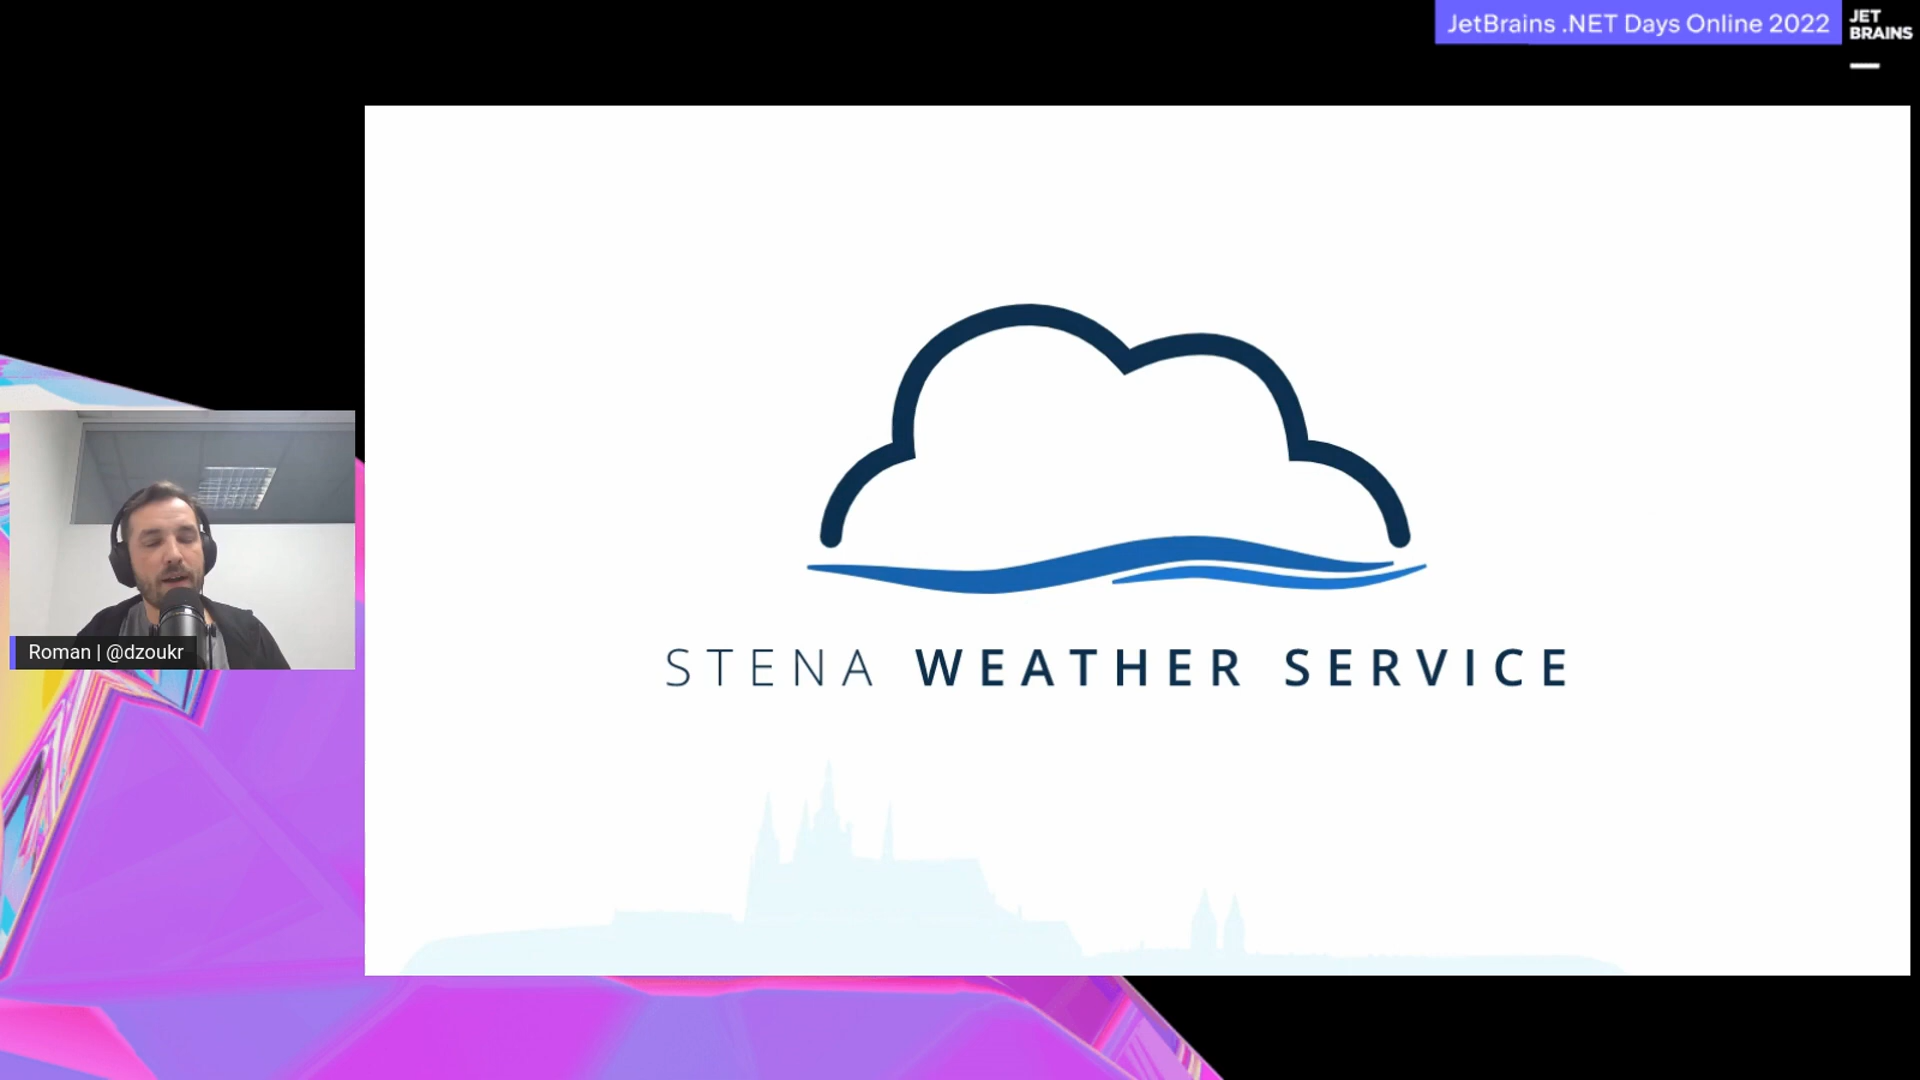 JetBrains .NET Days Online 2022
JET
BRAINS
STENA WEATHER SERVICE
Roman | @dzoukr